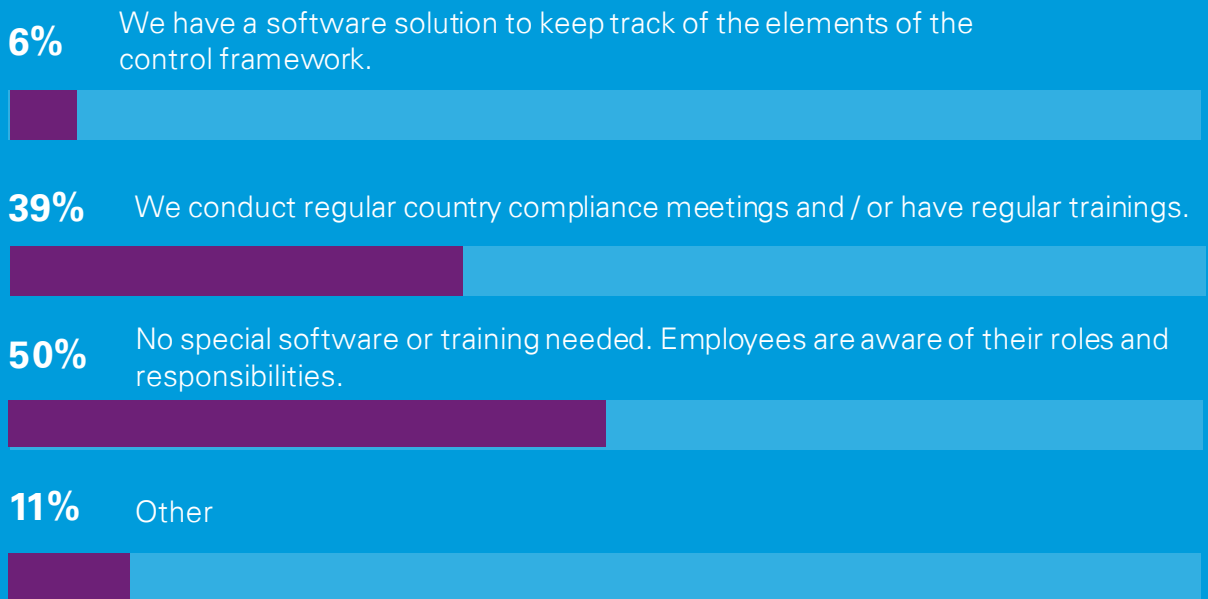 6% We have a software solution to keep track of the elements of the
control framework.
39% We conduct regular country compliance meetings and / or have regular trainings.
50% No special software or training needed. Employees are aware of their roles and
responsibilities.
11% Other